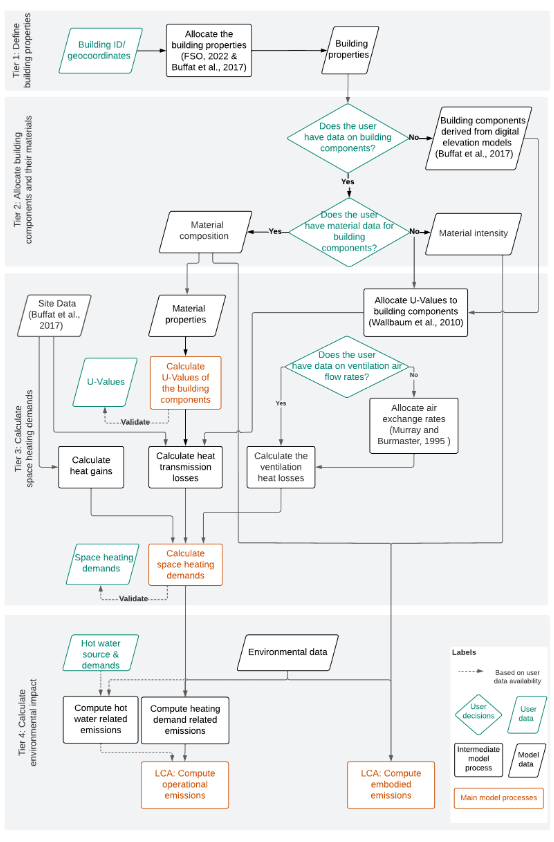 Tier 1: Define
building properties
Building ID/
geocoordinates
Allocate the
building properties
(FSO, 2022 &
Buffat et al., 2017)
Building
properties
Tier 2: Allocate building
components and their materials
Does the user
have data on building
components?
No
Building components
derived from digital
elevation models
(Buffat et al., 2017)
Yes
Material
composition
Yes
Does the user
have material data for
building
components?
No
Material intensity
Tier 3: Calculate
space heating demands
Site Data
(Buffat et al.,
2017)
Material
properties
Allocate U-Values to
building components
(Wallbaum et al., 2010)
U-Values
Calculate
U-Values of
the building
components
Validate
Does the user
have data on ventilation air
flow rates?
No
Yes
Allocate air
exchange rates
(Murray and
Burmaster, 1995 )
Calculate
heat gains
Calculate heat
transmission
losses
Calculate the
ventilation
heat losses
Space heating
demands
Calculate
space heating
demands
Validate
Tier 4: Calculate
environmental impact
Hot water
source &
demands
Environmental data
Compute hot
water related
emissions
Compute heating
demand related
emissions
LCA: Compute
operational
emissions
LCA: Compute
embodied
emissions
Labels
Based on user
data availability
User
decisions
User
data
Intermediate
model
process
Model
data
Main model processes